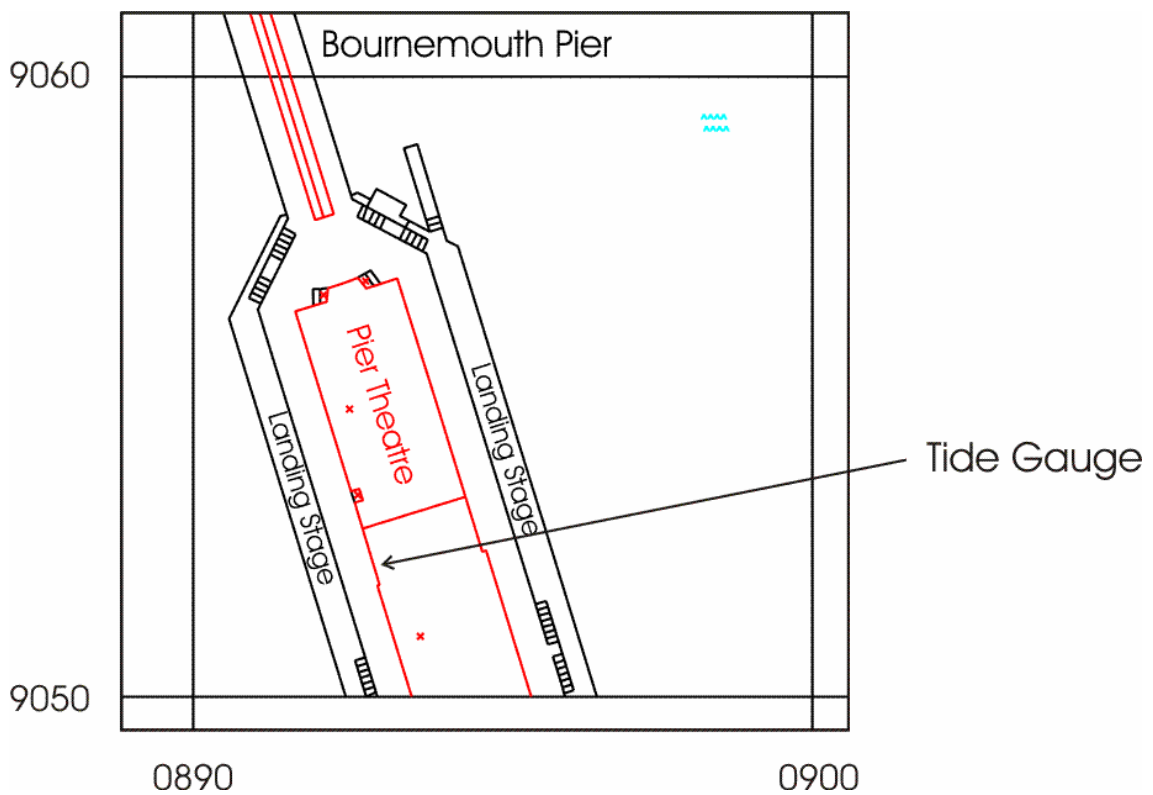 Bournemouth Pier
9060
Pier Theatre
Landing Stage
Landing Stage
Tide Gauge
9050
0890
0900